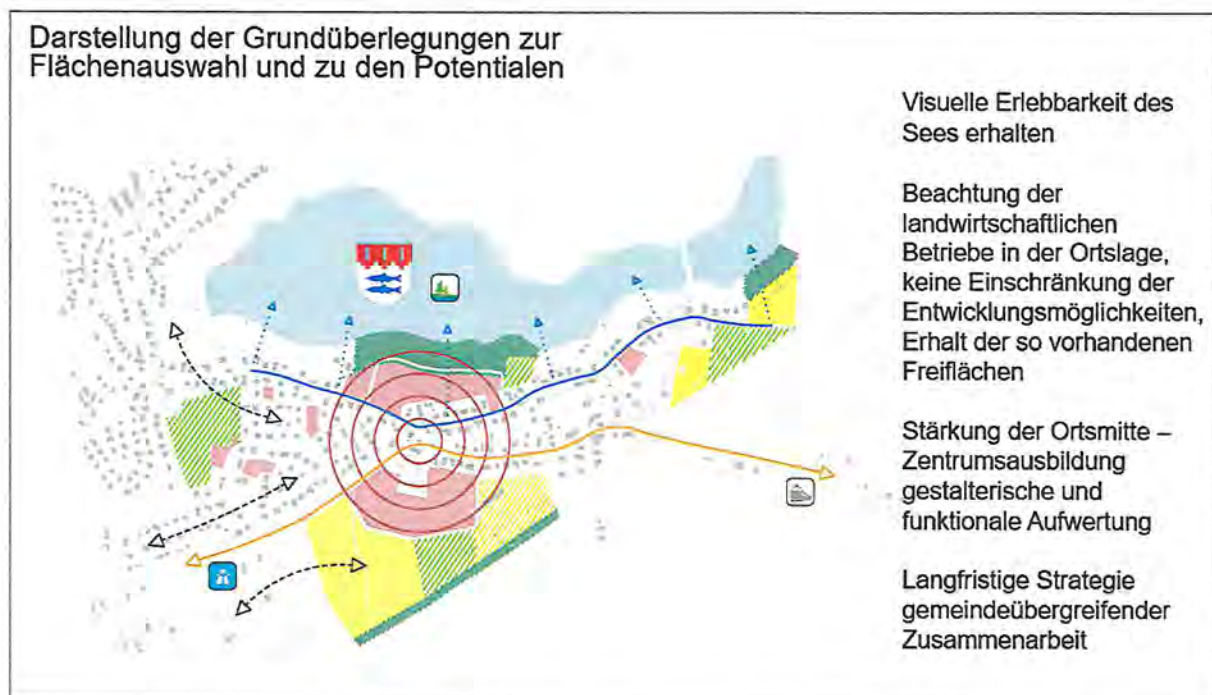 Darstellung der Grundüberlegungen zur
Flächenauswahl und zu den Potentialen
Visuelle Erlebbarkeit des
Sees erhalten
Beachtung der
landwirtschaftlichen
Betriebe in der Ortslage,
keine Einschränkung der
Entwicklungsmöglichkeiten,
Erhalt der so vorhandenen
Freiflächen
Stärkung der Ortsmitte –
Zentrumsausbildung
gestalterische und
funktionale Aufwertung
Langfristige Strategie
gemeindeübergreifender
Zusammenarbeit